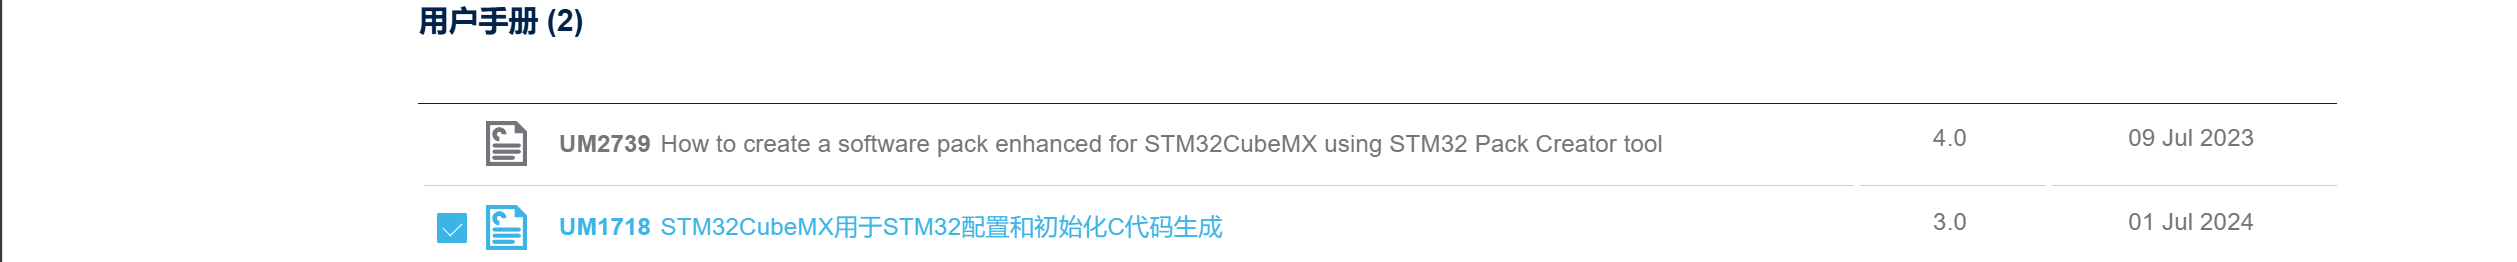 用户手册 (2)
UM2739 How to create a software pack enhanced for STM32CubeMX using STM32 Pack Creator tool 4.0 09 Jul 2023
UM1718 STM32CubeMX用于STM32配置和初始化C代码生成 3.0 01 Jul 2024